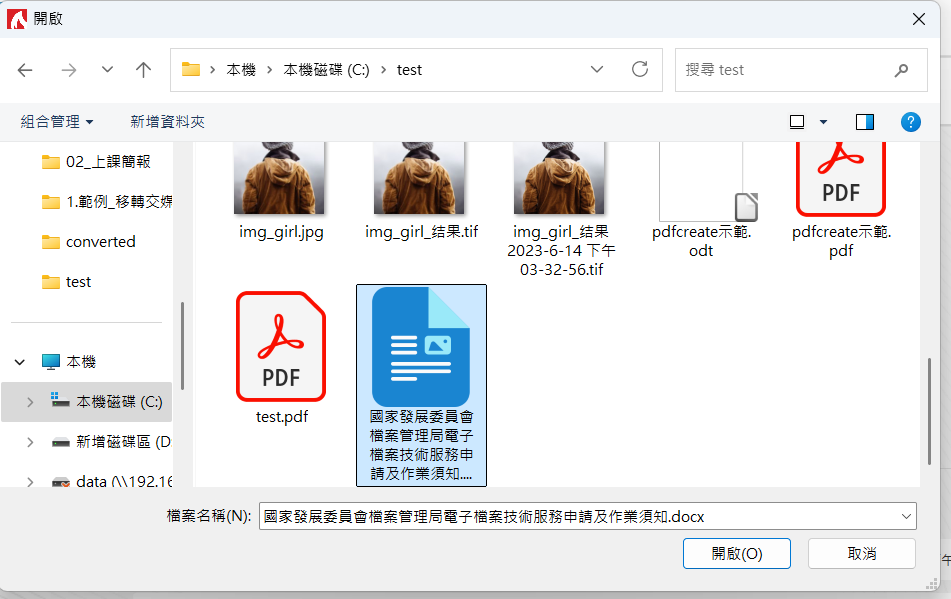 開啟
本機 本機磁碟 (C:) test
搜尋 test
組合管理 新增資料夾
?
02_上課簡報
1.範例_移轉交媒
converted
test
本機
本機磁碟 (C:)
新增磁碟區 (D
data (\\192.16
img_girl.jpg
img_girl_结果.tif
img_girl_结果
2023-6-14 下午
03-32-56.tif
pdfcreate示範.
odt
PDF
pdfcreate示範.
pdf
PDF
test.pdf
國家發展委員會
檔案管理局電子
檔案技術服務申
請及作業須知....
檔案名稱(N):
國家發展委員會檔案管理局電子檔案技術服務申請及作業須知.docx
開啟(O)
取消
午